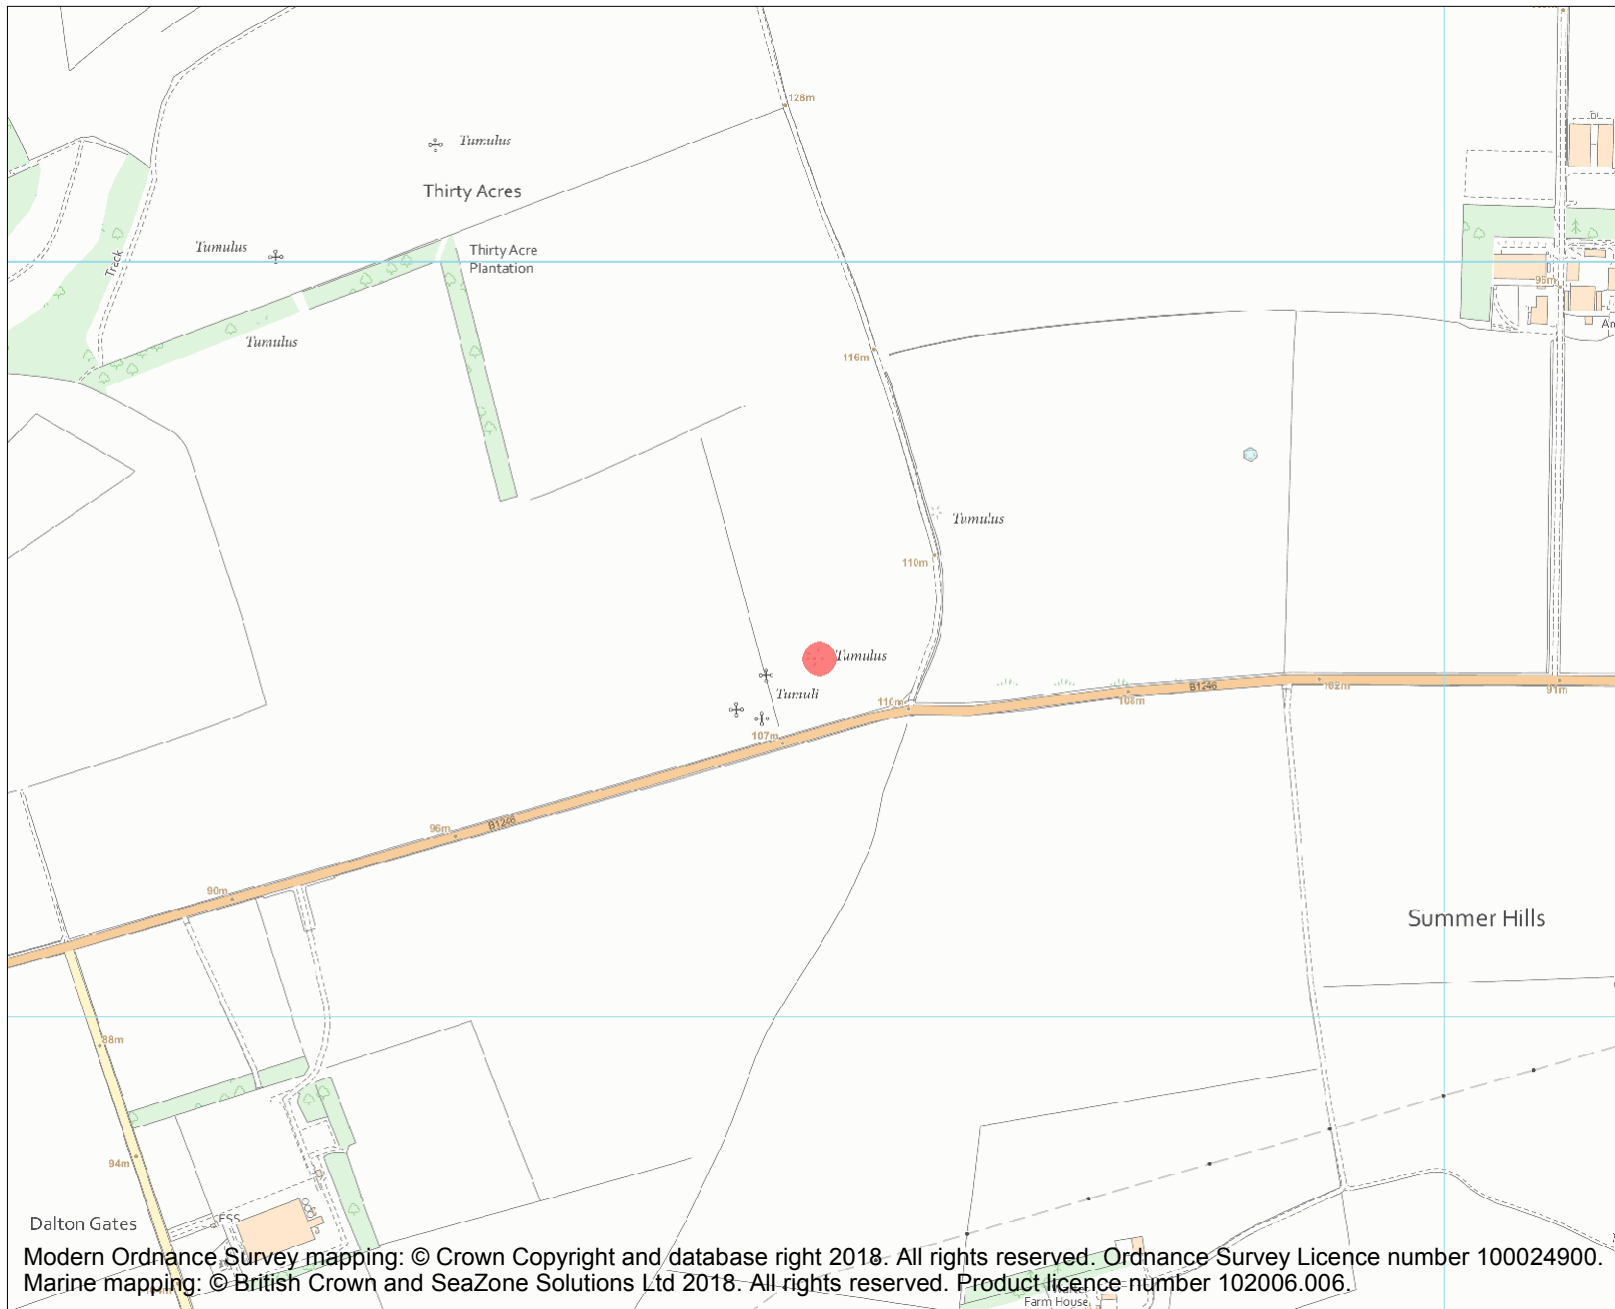 128m
Tumulus
Thirty Acres
Tumulus
Thirty Acre
Plantation
Track
95m
Tumulus
116m
Tumulus
110m
Tumulus
Tumuli
110m
B1246
102m
91m
106m
107m
96m
B1246
90m
Summer Hills
88m
94m
Dalton Gates
ESS
Modern Ordnance Survey mapping: © Crown Copyright and database right 2018. All rights reserved. Ordnance Survey Licence number 100024900.
Marine mapping: © British Crown and SeaZone Solutions Ltd 2018. All rights reserved. Product licence number 102006.006.
Farm House